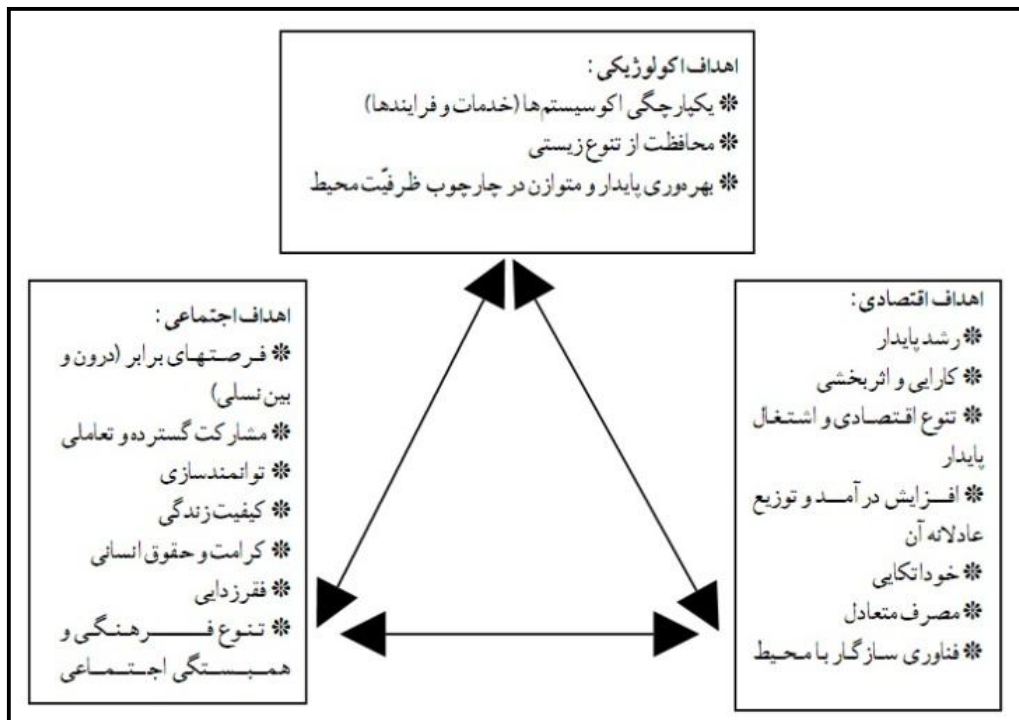 اهداف اکولوژیکی :
❊ یکپارچگی اکوسیستم‌ها (خدمات و فرایندها)
❊ محافظت از تنوع زیستی
❊ بهره‌وری پایدار و متوازن در چارچوب ظرفیّت محیط
اهداف اقتصادی :
❊ رشد پایدار
❊ کارایی و اثربخشی
❊ تنوع اقتصادی و اشتغال
پایدار
❊ افزایش درآمد و توزیع
عادلانه آن
❊ خوداتکایی
❊ مصرف متعادل
❊ فناوری سازگار با محیط
اهداف اجتماعی :
❊ فرصتهای برابر (درون و
بین نسلی)
❊ مشارکت گسترده و تعاملی
❊ توانمندسازی
❊ کیفیت زندگی
❊ کرامت و حقوق انسانی
❊ فقرزدایی
❊ تنوع فرهنگی و
همبستگی اجتماعی